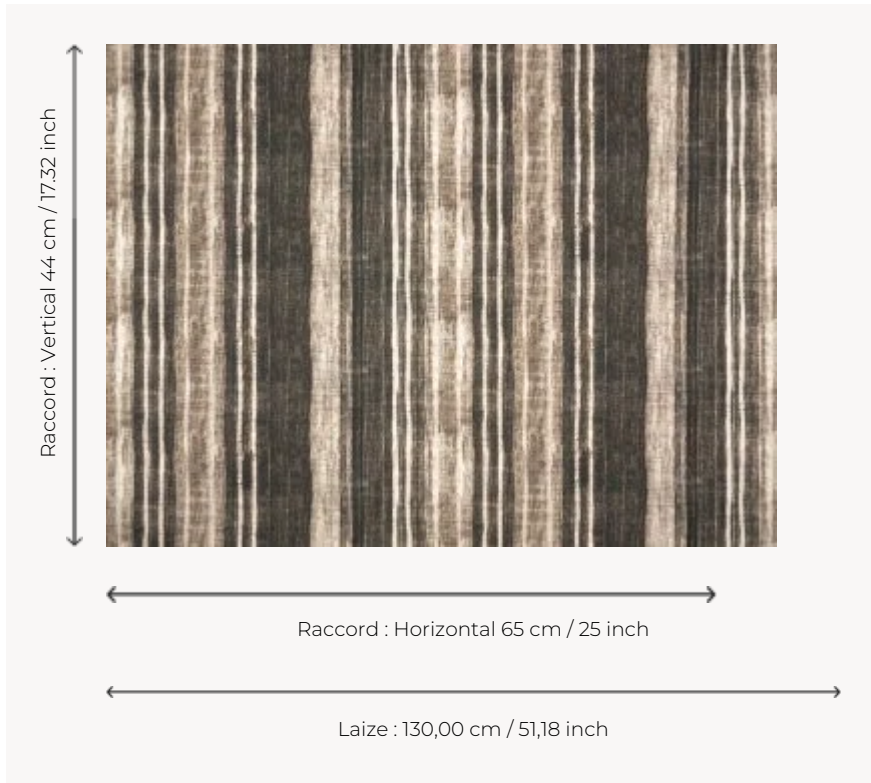 Raccord : Vertical 44 cm / 17.32 inch
Raccord : Horizontal 65 cm / 25 inch
Laize : 130,00 cm / 51,18 inch